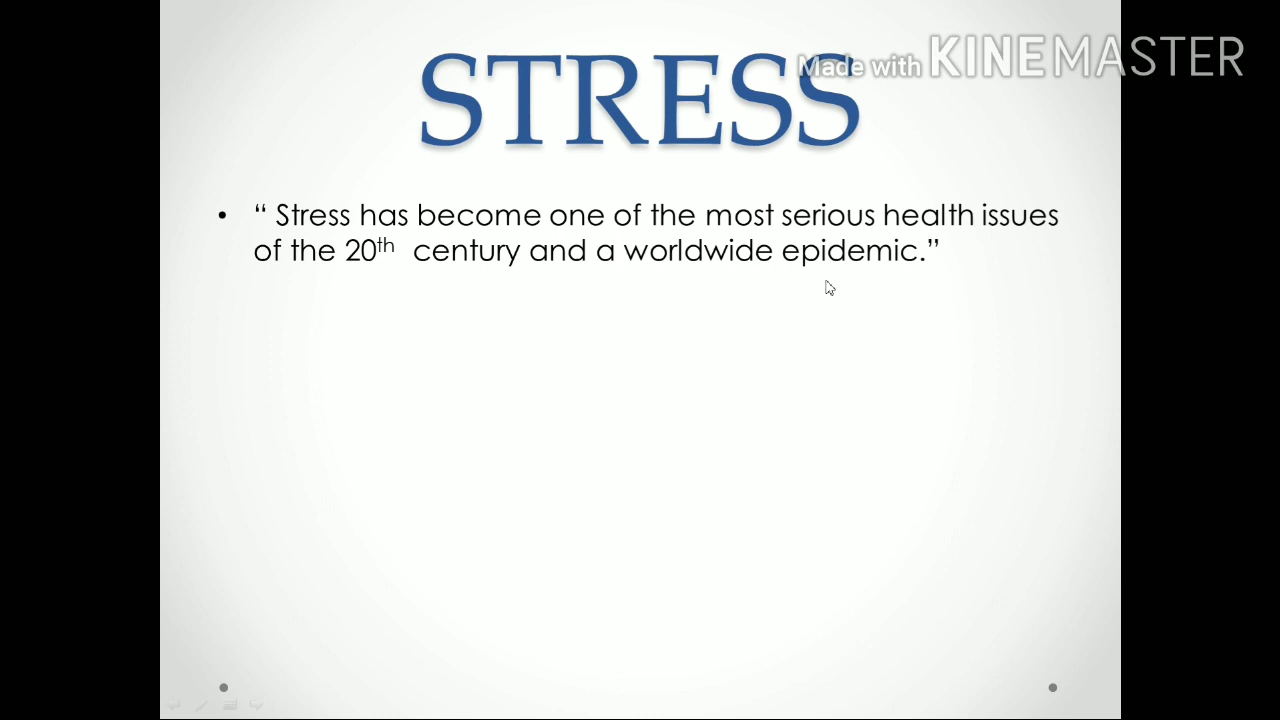 STRESS
Made with KINEMASTER
• “ Stress has become one of the most serious health issues
of the 20th century and a worldwide epidemic.”